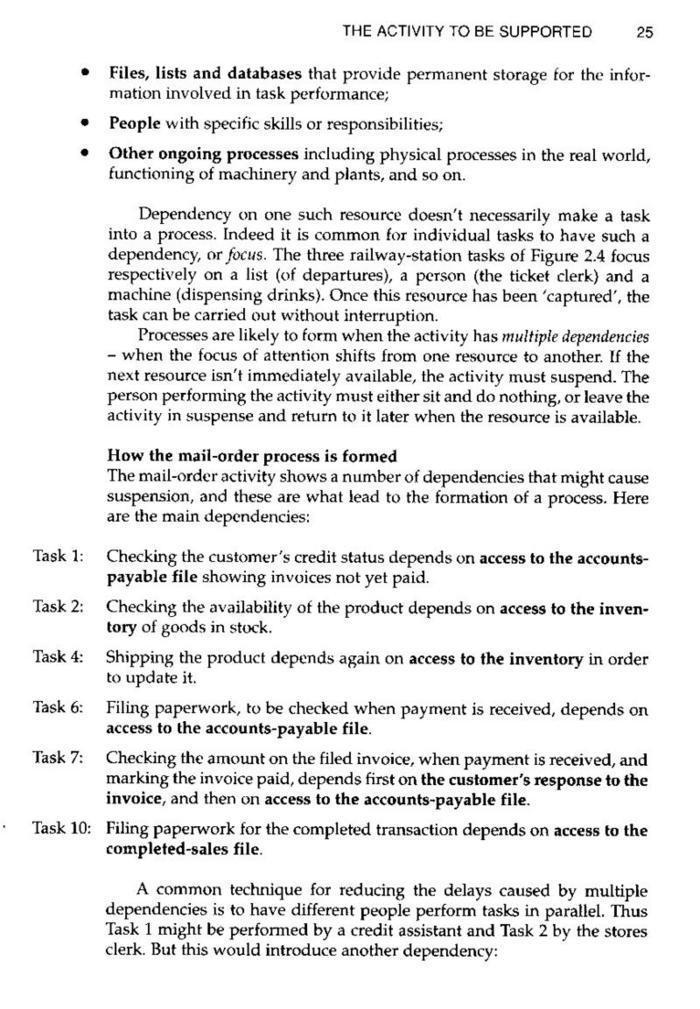 THE ACTIVITY TO BE SUPPORTED 25
• Files, lists and databases that provide permanent storage for the infor-
mation involved in task performance;
• People with specific skills or responsibilities;
• Other ongoing processes including physical processes in the real world,
functioning of machinery and plants, and so on.
Dependency on one such resource doesn't necessarily make a task
into a process. Indeed it is common for individual tasks to have such a
dependency, or focus. The three railway-station tasks of Figure 2.4 focus
respectively on a list (of departures), a person (the ticket clerk) and a
machine (dispensing drinks). Once this resource has been 'captured', the
task can be carried out without interruption.
Processes are likely to form when the activity has multiple dependencies
– when the focus of attention shifts from one resource to another. If the
next resource isn't immediately available, the activity must suspend. The
person performing the activity must either sit and do nothing, or leave the
activity in suspense and return to it later when the resource is available.
How the mail-order process is formed
The mail-order activity shows a number of dependencies that might cause
suspension, and these are what lead to the formation of a process. Here
are the main dependencies:
Task 1: Checking the customer's credit status depends on access to the accounts-
payable file showing invoices not yet paid.
Task 2: Checking the availability of the product depends on access to the inven-
tory of goods in stock.
Task 4: Shipping the product depends again on access to the inventory in order
to update it.
Task 6: Filing paperwork, to be checked when payment is received, depends on
access to the accounts-payable file.
Task 7: Checking the amount on the filed invoice, when payment is received, and
marking the invoice paid, depends first on the customer's response to the
invoice, and then on access to the accounts-payable file.
Task 10: Filing paperwork for the completed transaction depends on access to the
completed-sales file.
A common technique for reducing the delays caused by multiple
dependencies is to have different people perform tasks in parallel. Thus
Task 1 might be performed by a credit assistant and Task 2 by the stores
clerk. But this would introduce another dependency: